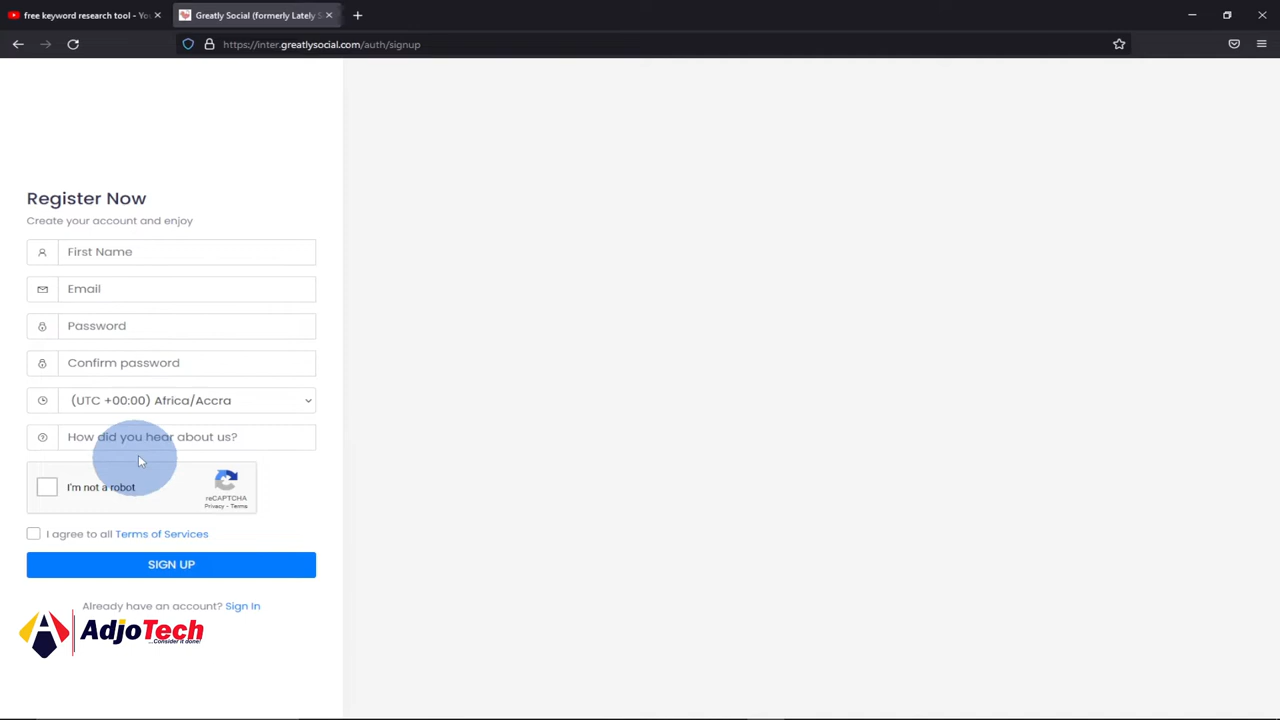 free keyword research tool - Yo
Greatly Social (formerly Lately S
https://inter.greatlysocial.com/auth/signup
Register Now
Create your account and enjoy
First Name
Email
Password
Confirm password
(UTC +00:00) Africa/Accra
How did you hear about us?
I'm not a robot
reCAPTCHA
Privacy - Terms
I agree to all Terms of Services
SIGN UP
Already have an account? Sign In
AdjoTech
...Consider it done!